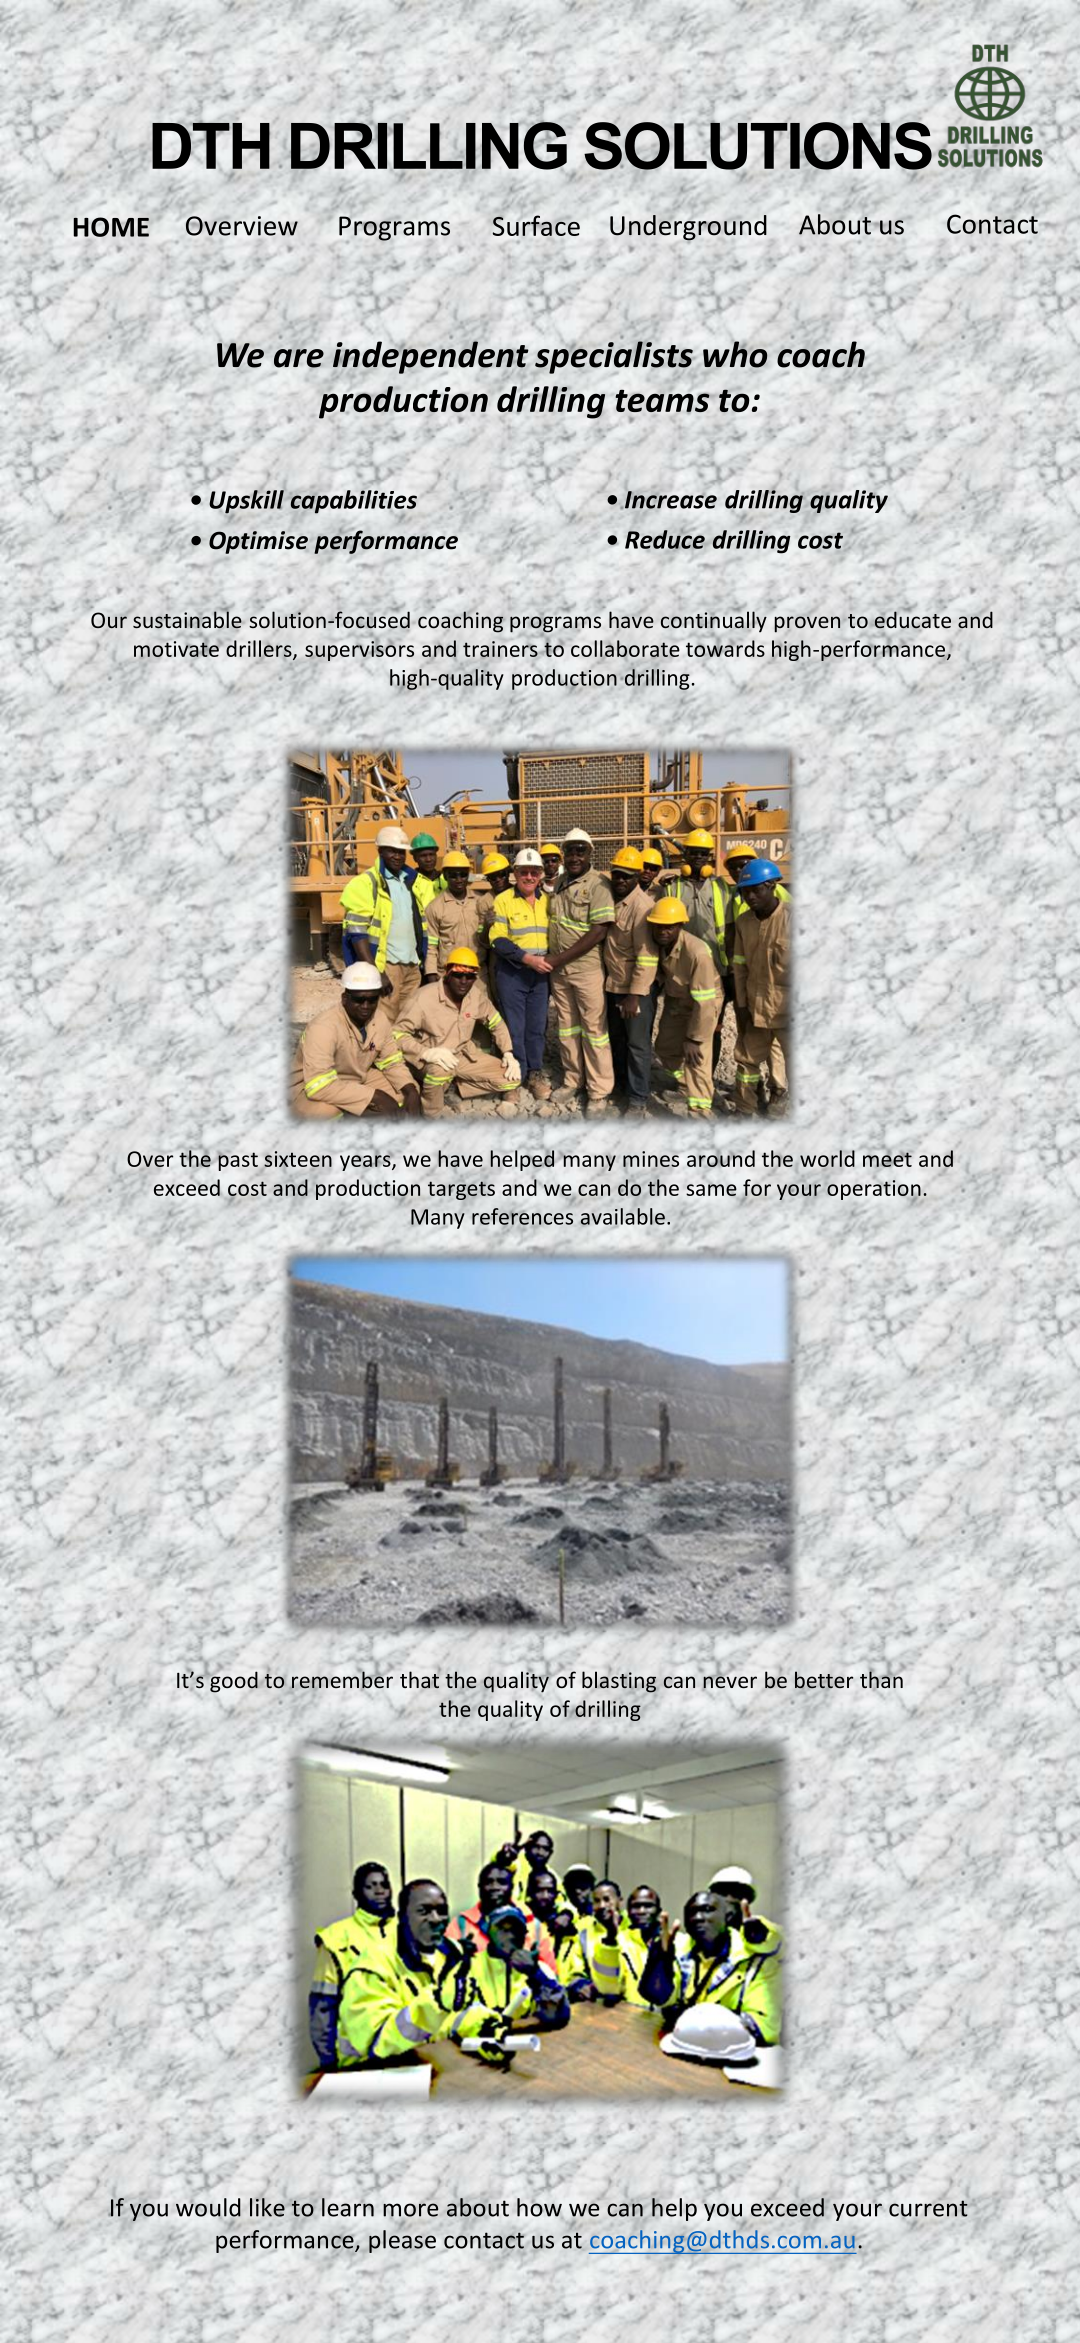 DTH
DRILLING
SOLUTIONS
DTH DRILLING SOLUTIONS
HOME Overview Programs Surface Underground About us Contact
We are independent specialists who coach
production drilling teams to:
• Upskill capabilities
• Optimise performance
• Increase drilling quality
• Reduce drilling cost
Our sustainable solution-focused coaching programs have continually proven to educate and
motivate drillers, supervisors and trainers to collaborate towards high-performance,
high-quality production drilling.
MD6240 CA
Over the past sixteen years, we have helped many mines around the world meet and
exceed cost and production targets and we can do the same for your operation.
Many references available.
It’s good to remember that the quality of blasting can never be better than
the quality of drilling
If you would like to learn more about how we can help you exceed your current
performance, please contact us at coaching@dthds.com.au.